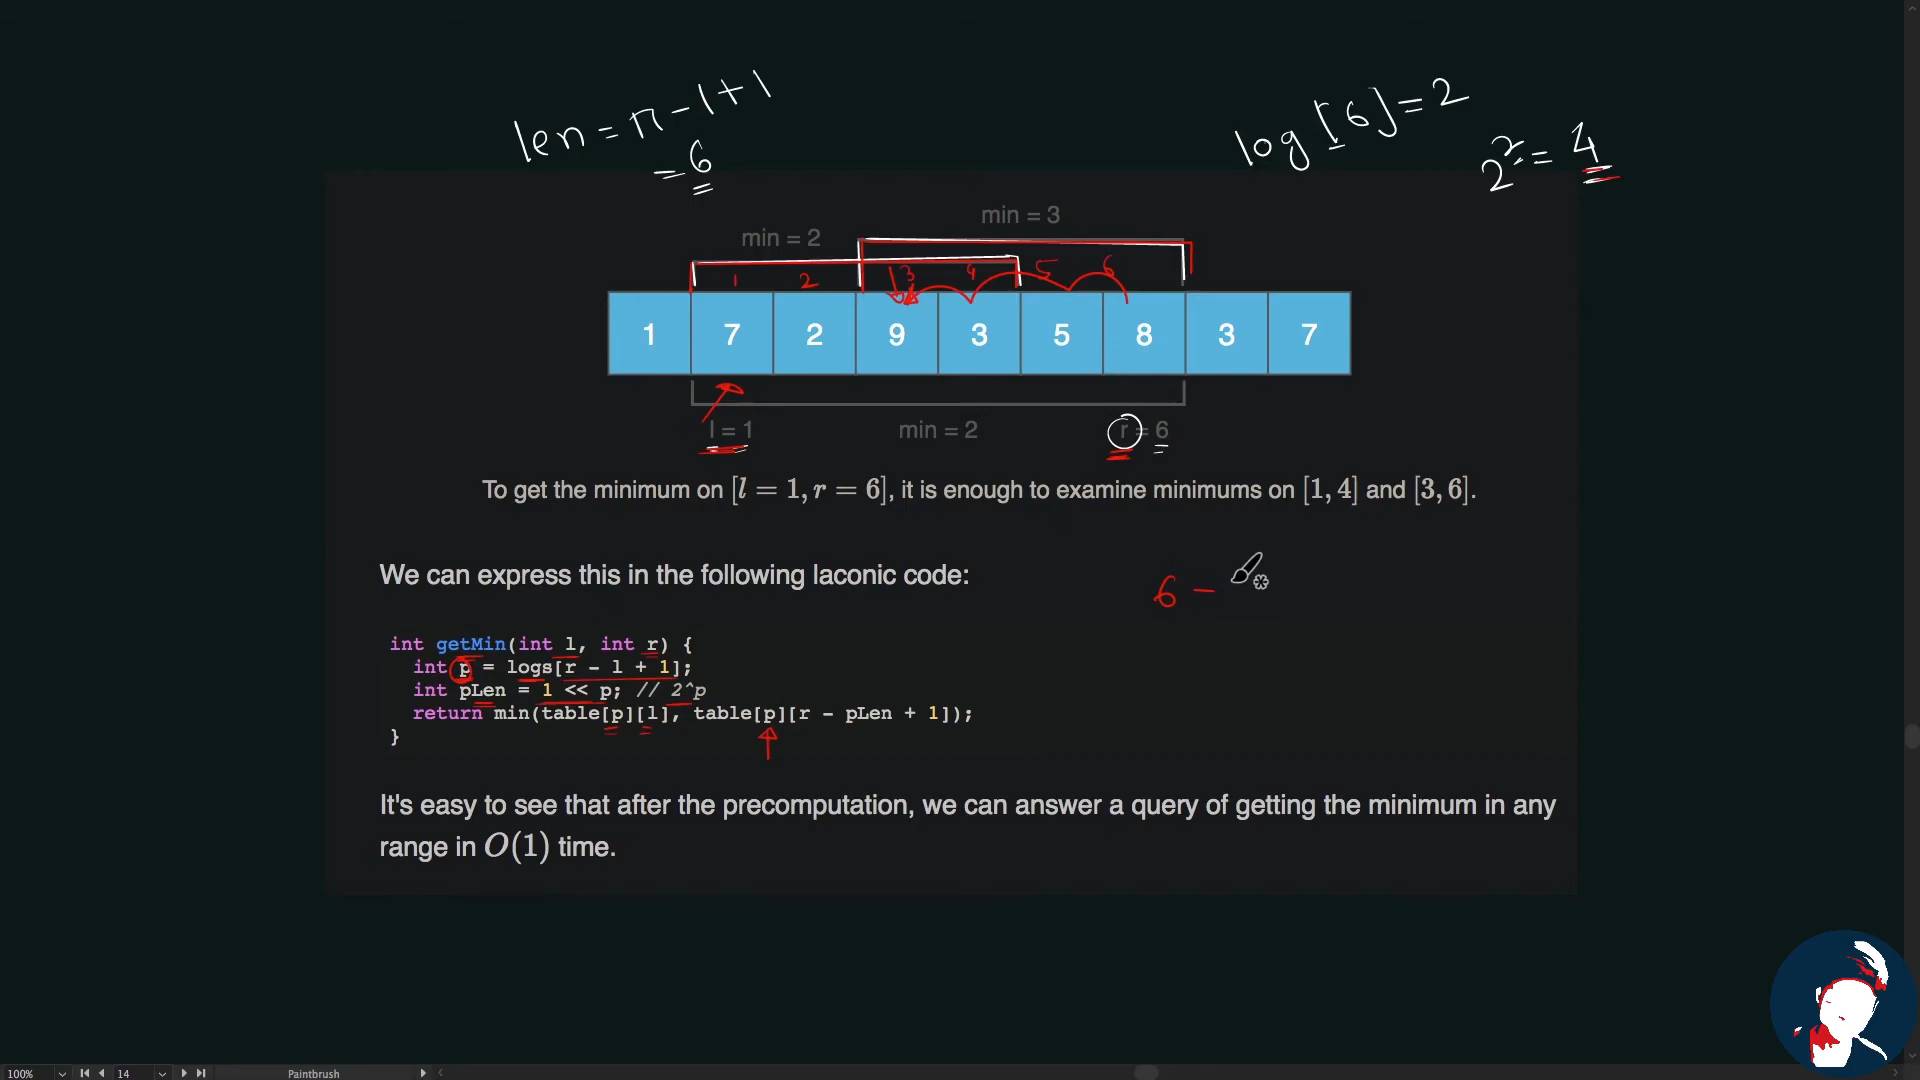 len = r - l + 1
= 6
log[6] = 2
2^2 = 4
min = 3
min = 2
1 2 3 4 5 6
1 7 2 9 3 5 8 3 7
l = 1 min = 2 r = 6
To get the minimum on [l = 1, r = 6], it is enough to examine minimums on [1, 4] and [3, 6].
We can express this in the following laconic code:
6 -
int getMin(int l, int r) {
int p = logs[r - l + 1];
int pLen = 1 << p; // 2^p
return min(table[p][l], table[p][r - pLen + 1]);
}
It's easy to see that after the precomputation, we can answer a query of getting the minimum in any
range in O(1) time.
100% 14 Paintbrush